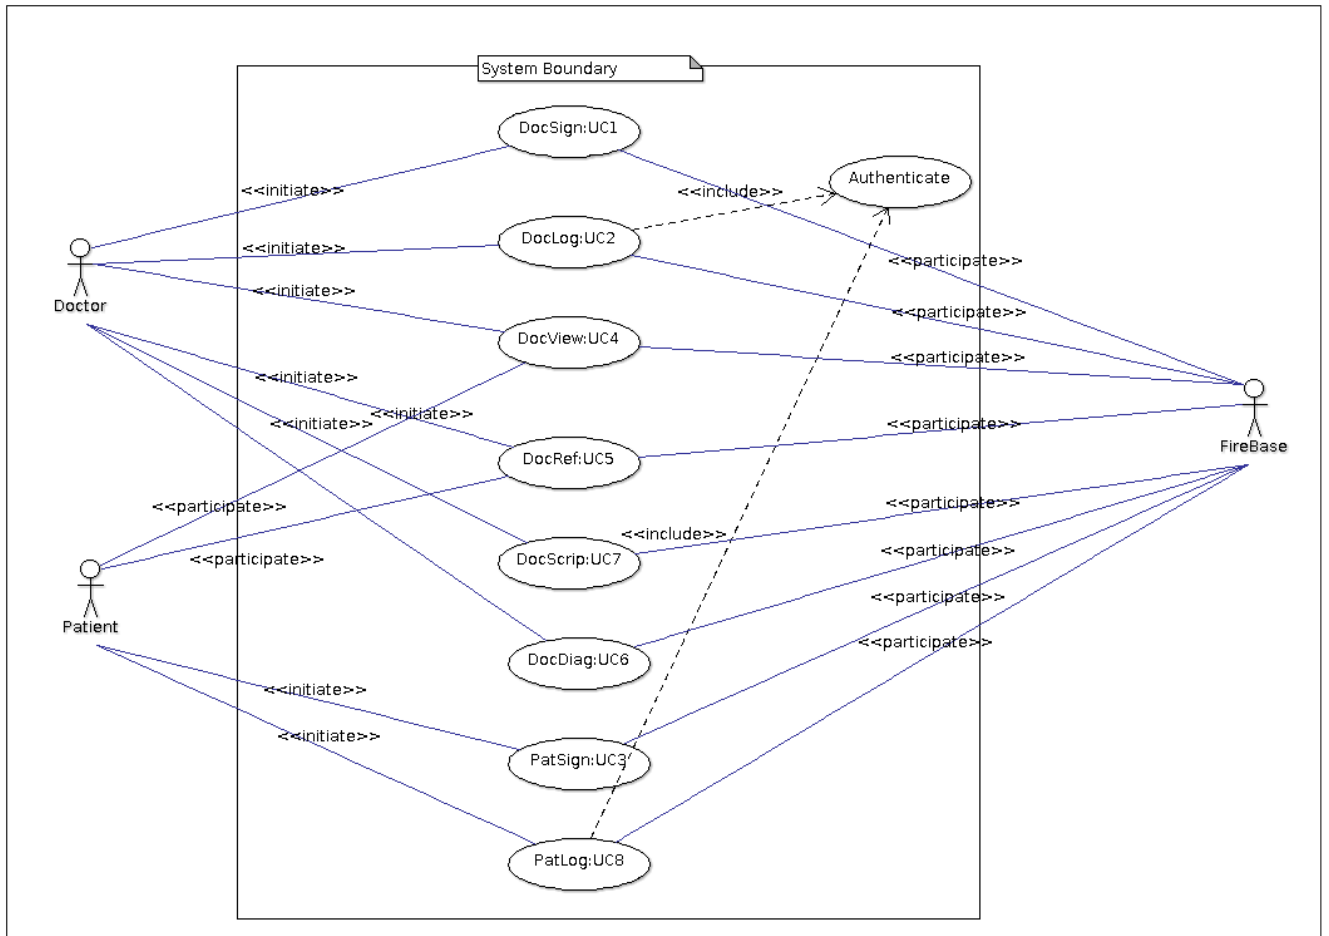 System Boundary
DocSign:UC1
Authenticate
<<initiate>>
<<include>>
DocLog:UC2
<<initiate>>
<<participate>>
<<initiate>>
Doctor
<<participate>>
DocView:UC4
<<participate>>
<<initiate>>
<<initiate>>
<<initiate>>
<<participate>>
FireBase
DocRef:UC5
<<participate>>
<<participate>>
<<include>>
<<participate>>
<<participate>>
DocScrip:UC7
<<participate>>
Patient
<<participate>>
DocDiag:UC6
<<initiate>>
<<initiate>>
PatSign:UC3
PatLog:UC8